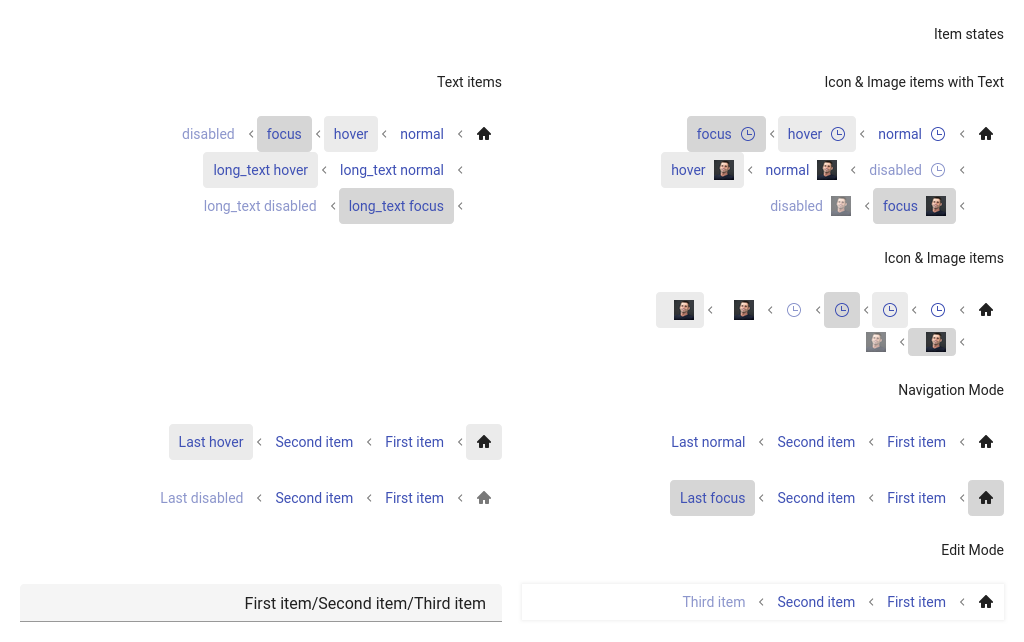 Item states
Icon & Image items with Text
Text items
normal hover focus
normal hover focus disabled
disabled normal hover
long_text normal long_text hover
focus disabled
long_text focus long_text disabled
Icon & Image items
Navigation Mode
First item Second item Last normal
First item Second item Last hover
First item Second item Last focus
First item Second item Last disabled
Edit Mode
First item Second item Third item
First item/Second item/Third item